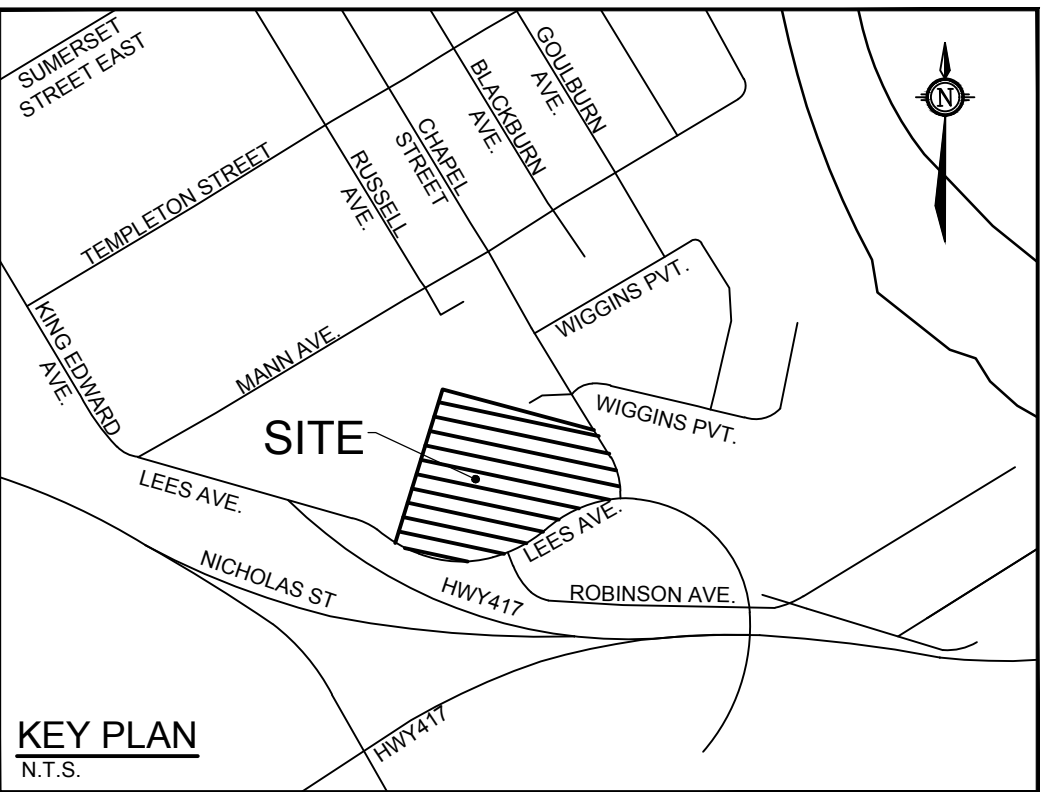 SUMERSET
STREET EAST
GOULBURN
AVE.
BLACKBURN
AVE.
CHAPEL
STREET
RUSSELL
AVE.
N
TEMPLETON STREET
WIGGINS PVT.
KING EDWARD
AVE.
MANN AVE.
WIGGINS PVT.
SITE
LEES AVE.
LEES AVE.
NICHOLAS ST
HWY417
ROBINSON AVE.
HWY417
KEY PLAN
N.T.S.